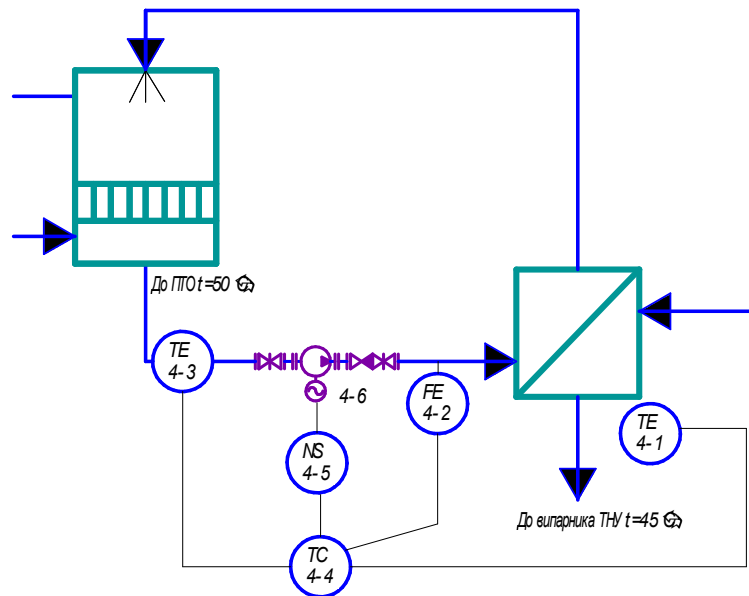 До ПТО t=50
TE
4-3
4-6
FE
4-2
NS
4-5
TE
4-1
До випарника ТНУ t=45
TC
4-4